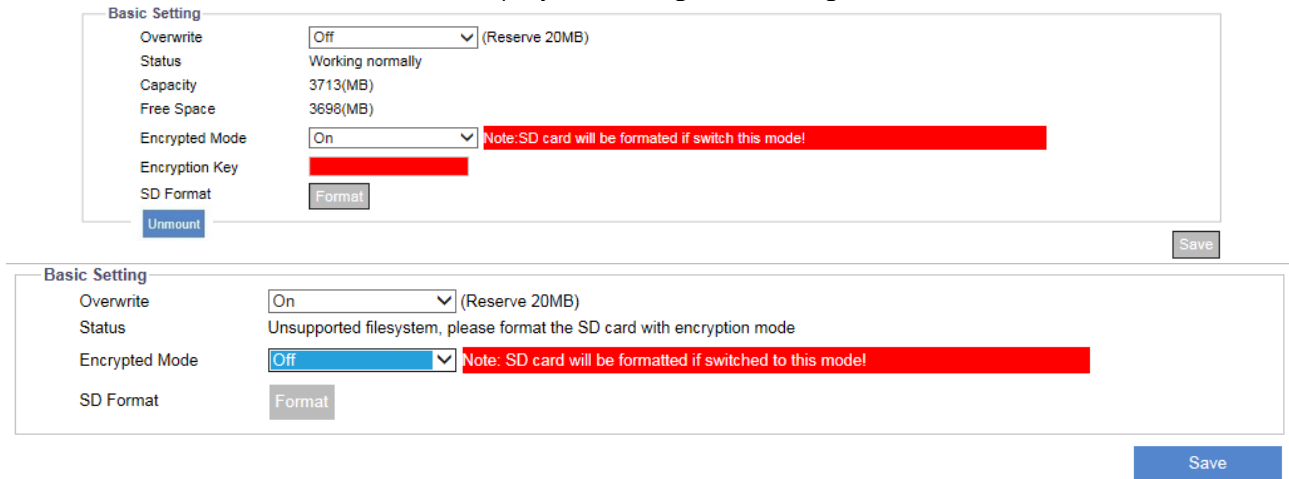 Basic Setting
Overwrite Off (Reserve 20MB)
Status Working normally
Capacity 3713(MB)
Free Space 3698(MB)
Encrypted Mode On Note:SD card will be formated if switch this mode!
Encryption Key
SD Format Format
Unmount
Save
Basic Setting
Overwrite On (Reserve 20MB)
Status Unsupported filesystem, please format the SD card with encryption mode
Encrypted Mode Off Note: SD card will be formatted if switched to this mode!
SD Format Format
Save